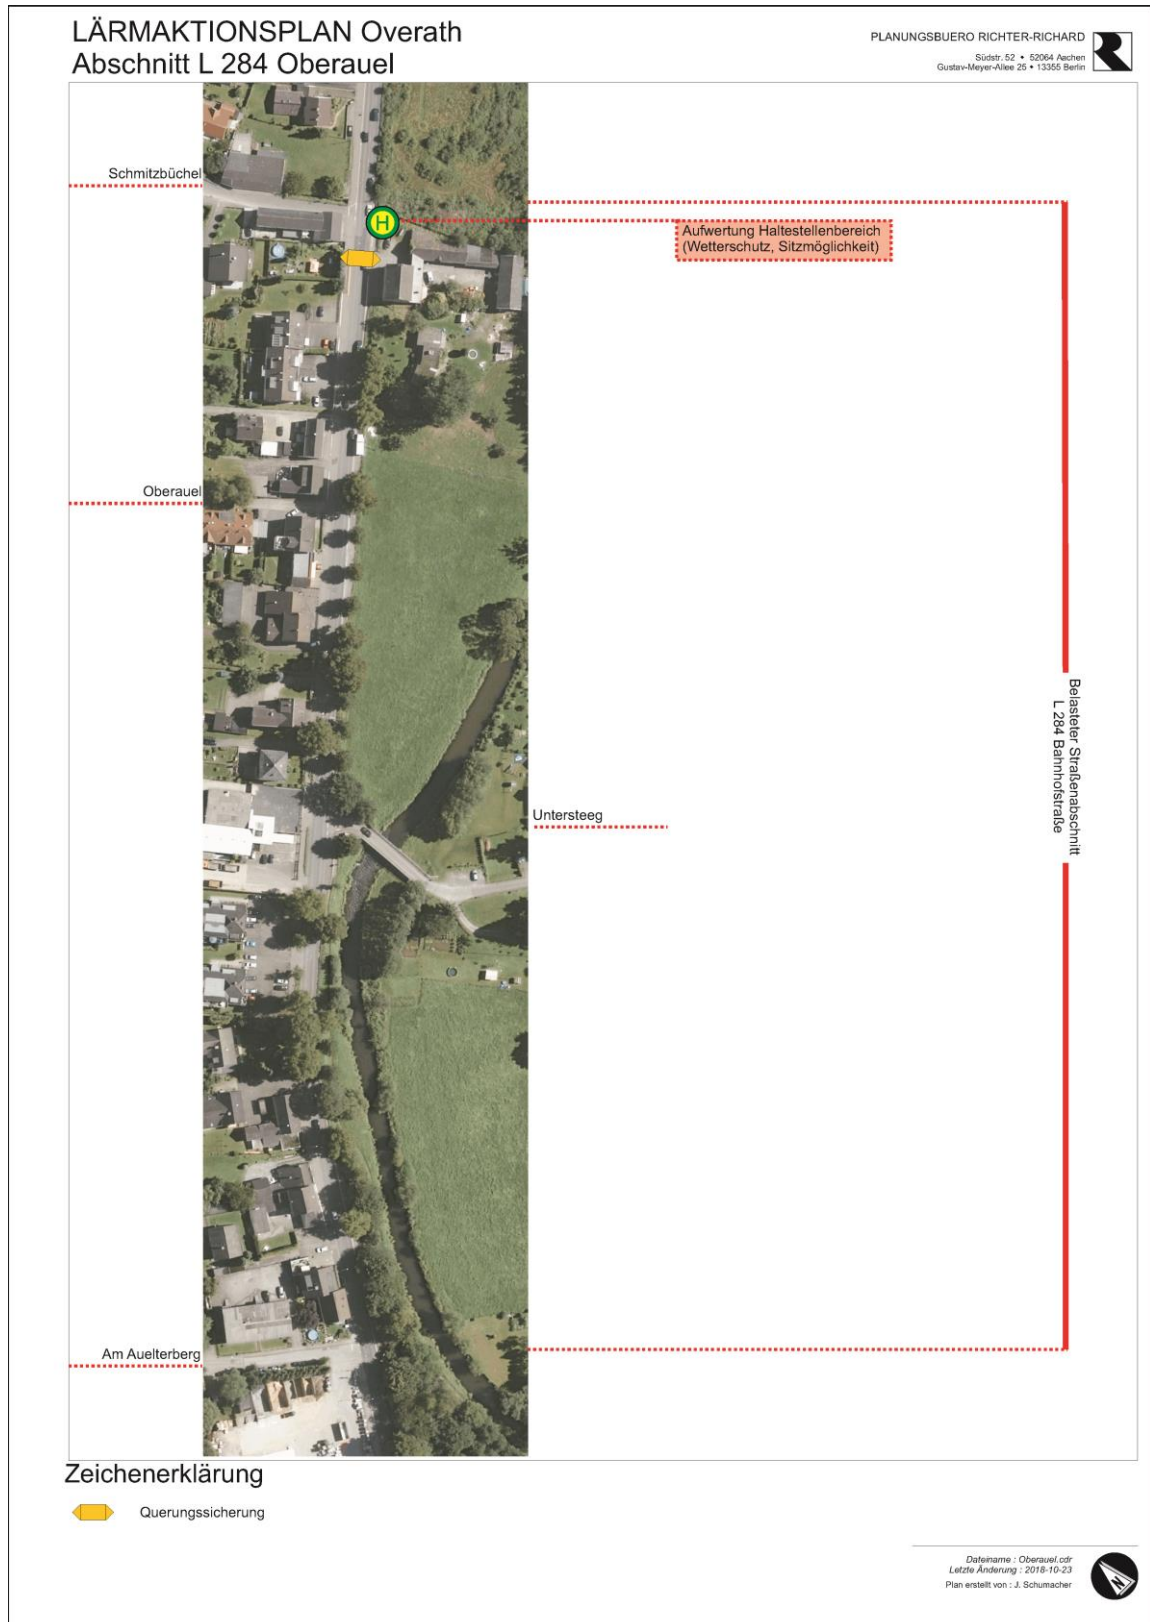 LÄRMAKTIONSPLAN Overath
Abschnitt L 284 Oberauel
PLANUNGSBUERO RICHTER-RICHARD
Südstr. 52 • 52064 Aachen
Gustav-Meyer-Allee 25 • 13355 Berlin
R
Schmitzbüchel
H
Aufwertung Haltestellenbereich
(Wetterschutz, Sitzmöglichkeit)
Oberauel
Belasteter Straßenabschnitt
L 284 Bahnhofstraße
Untersteeg
Am Auelterberg
Zeichenerklärung
Querungssicherung
Dateiname : Oberauel.cdr
Letzte Änderung : 2018-10-23
Plan erstellt von : J. Schumacher
N